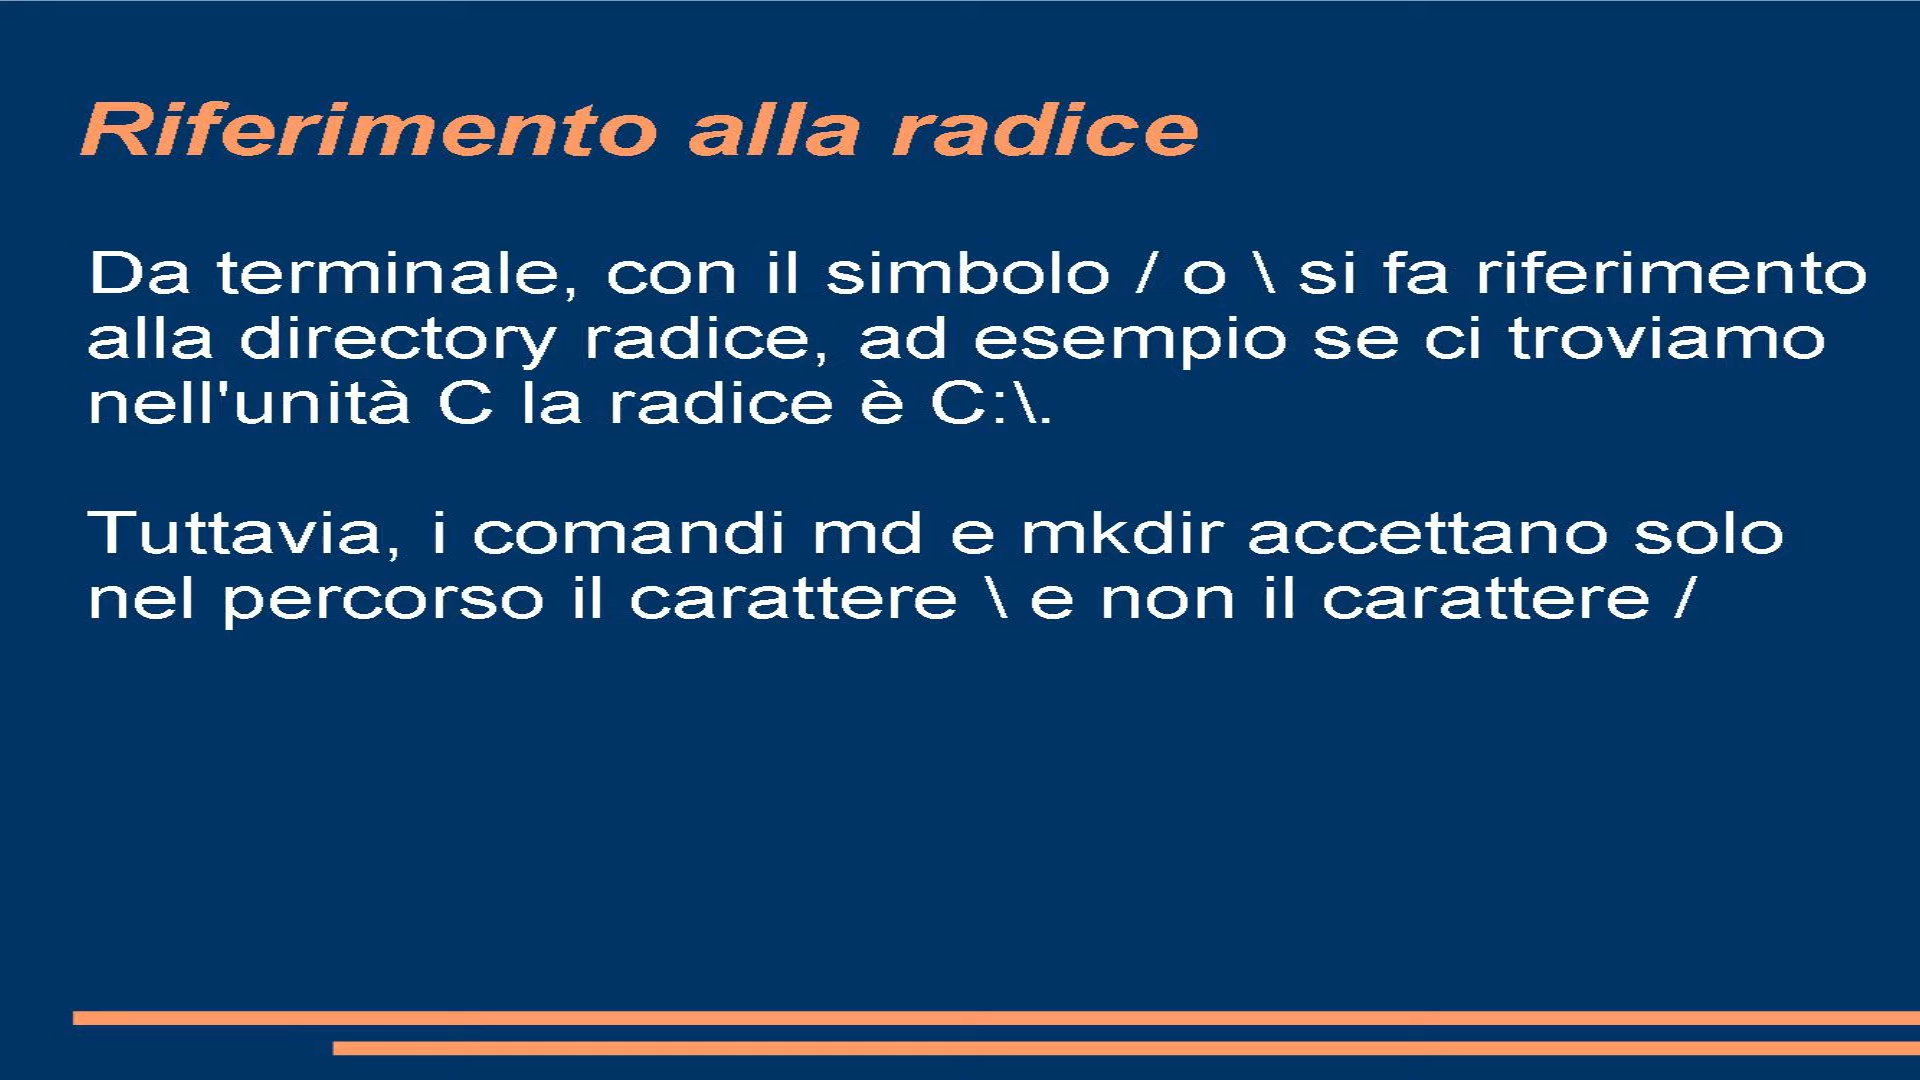 Riferimento alla radice
Da terminale, con il simbolo / o \ si fa riferimento
alla directory radice, ad esempio se ci troviamo
nell'unità C la radice è C:\.
Tuttavia, i comandi md e mkdir accettano solo
nel percorso il carattere \ e non il carattere /